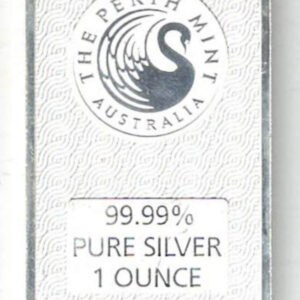 THE PERTH MINT
AUSTRALIA
99.99%
PURE SILVER
1 OUNCE